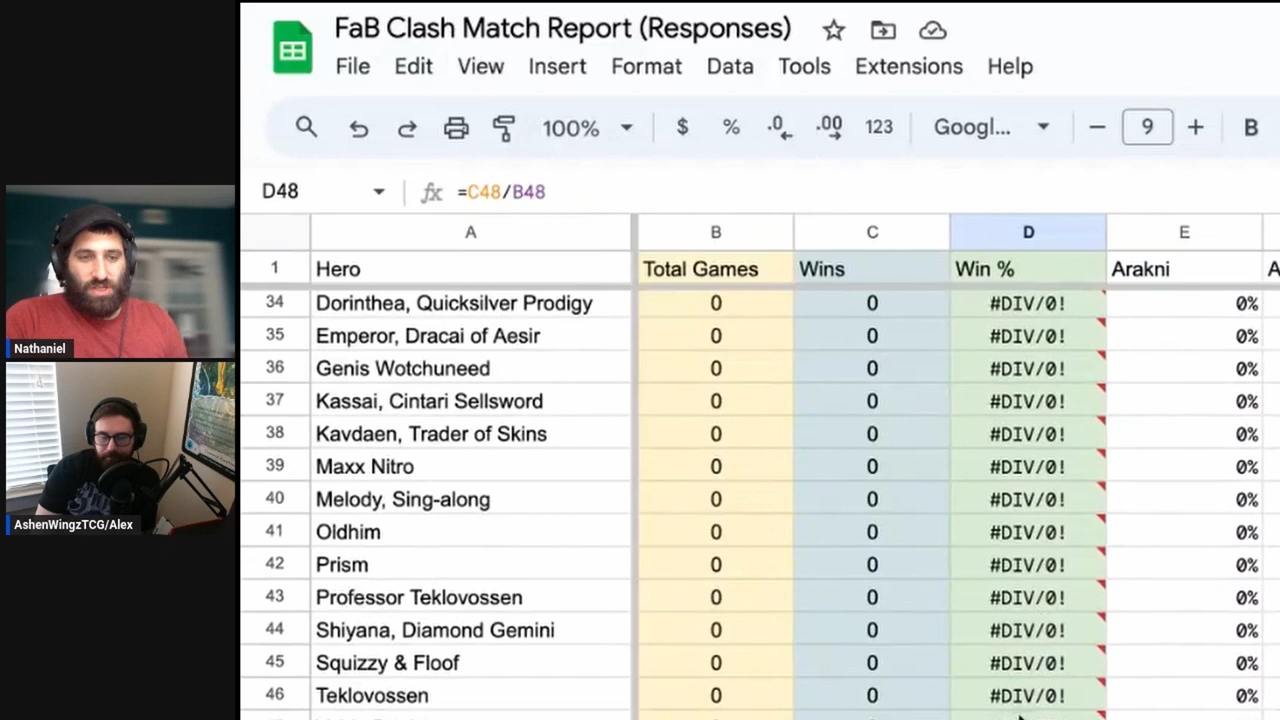 FaB Clash Match Report (Responses)
File Edit View Insert Format Data Tools Extensions Help
100% $ % .0 .00 123 Googl... 9 B
D48 fx =C48/B48
A B C D E
1 Hero Total Games Wins Win % Arakni A
34 Dorinthea, Quicksilver Prodigy 0 0 #DIV/0! 0%
35 Emperor, Dracai of Aesir 0 0 #DIV/0! 0%
36 Genis Wotchuneed 0 0 #DIV/0! 0%
37 Kassai, Cintari Sellsword 0 0 #DIV/0! 0%
38 Kavdaen, Trader of Skins 0 0 #DIV/0! 0%
39 Maxx Nitro 0 0 #DIV/0! 0%
40 Melody, Sing-along 0 0 #DIV/0! 0%
41 Oldhim 0 0 #DIV/0! 0%
42 Prism 0 0 #DIV/0! 0%
43 Professor Teklovossen 0 0 #DIV/0! 0%
44 Shiyana, Diamond Gemini 0 0 #DIV/0! 0%
45 Squizzy & Floof 0 0 #DIV/0! 0%
46 Teklovossen 0 0 #DIV/0! 0%
Nathaniel
AshenWingzTCG/Alex